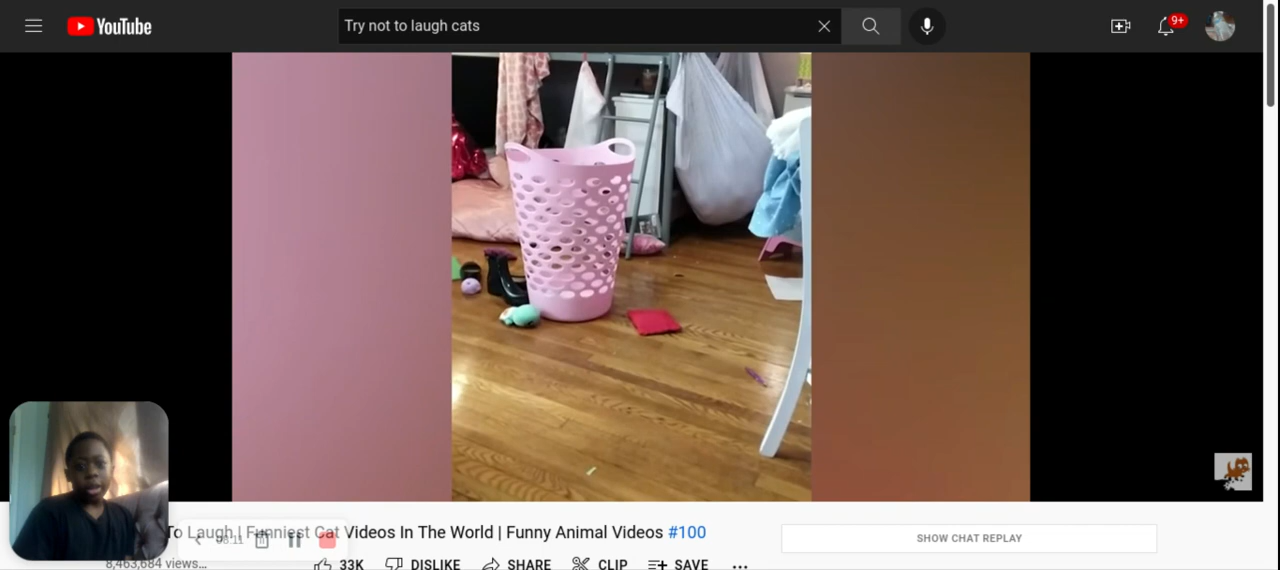 YouTube
Try not to laugh cats
9+
To Laugh | Funniest Cat Videos In The World | Funny Animal Videos #100
SHOW CHAT REPLAY
8,463,684 views...
33K
DISLIKE
SHARE
CLIP
SAVE
...